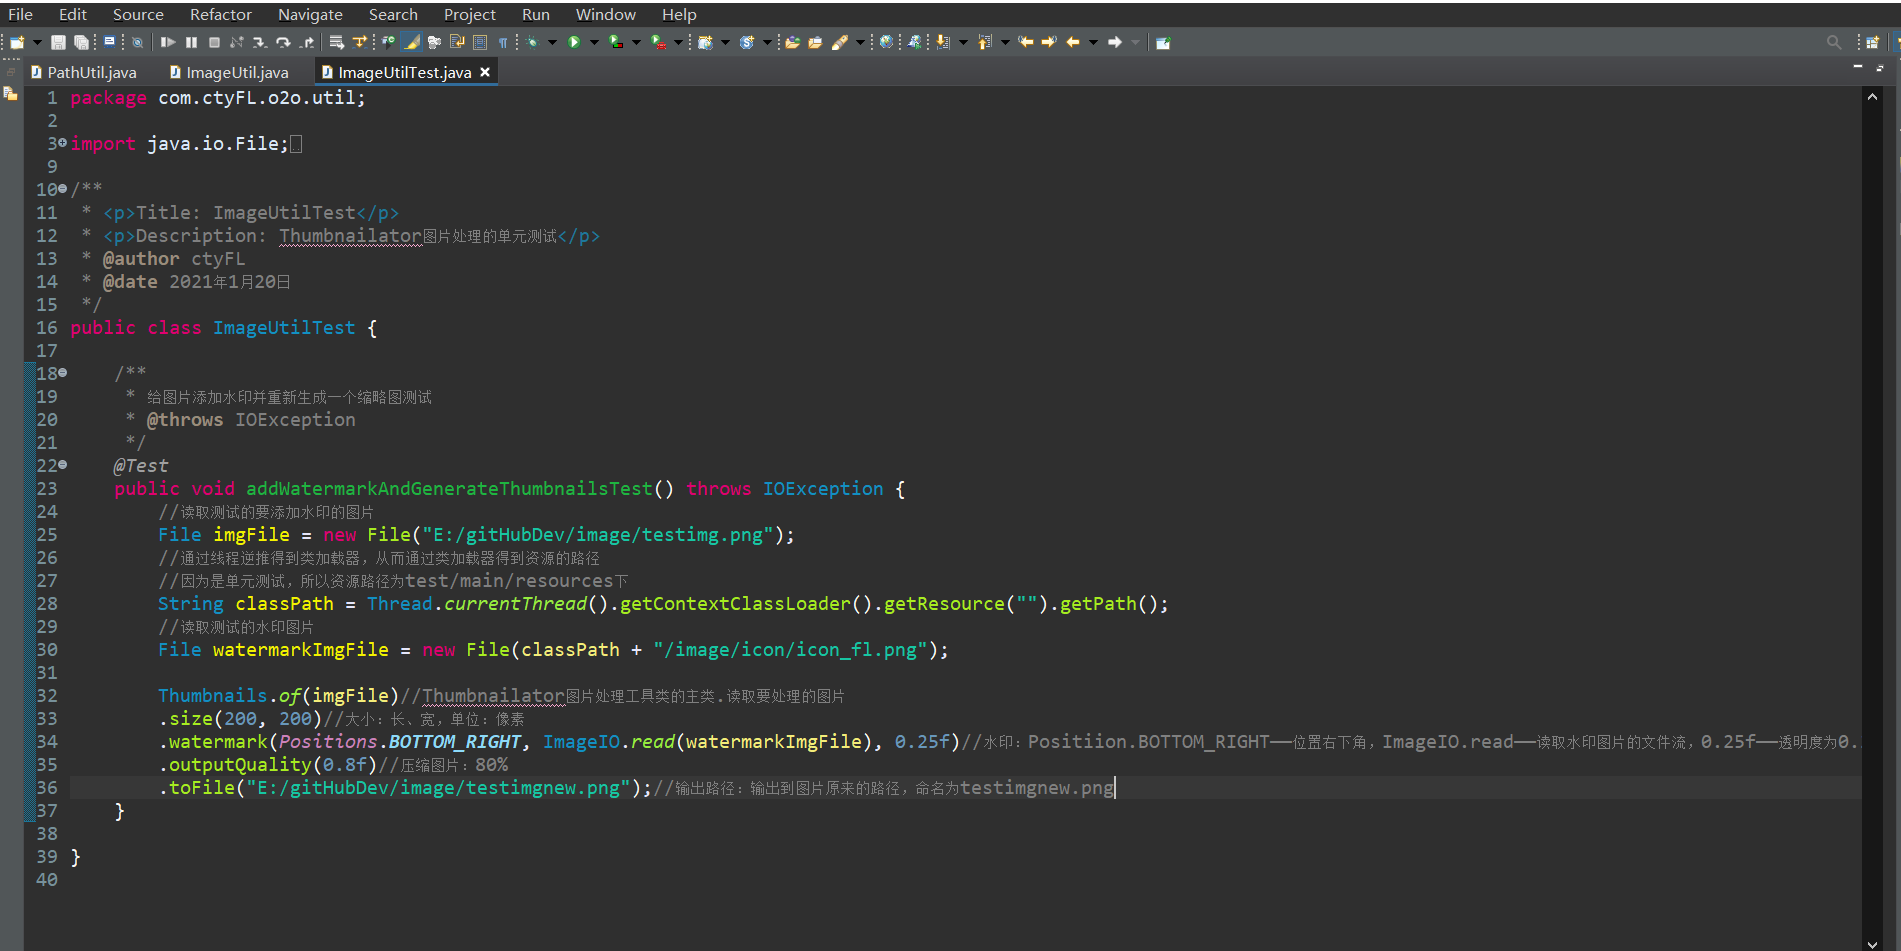 File Edit Source Refactor Navigate Search Project Run Window Help
PathUtil.java ImageUtil.java ImageUtilTest.java
1 package com.ctyFL.o2o.util;
2
3 import java.io.File;
9
10 /**
11 * <p>Title: ImageUtilTest</p>
12 * <p>Description: Thumbnailator图片处理的单元测试</p>
13 * @author ctyFL
14 * @date 2021年1月20日
15 */
16 public class ImageUtilTest {
17
18 /**
19 * 给图片添加水印并重新生成一个缩略图测试
20 * @throws IOException
21 */
22 @Test
23 public void addWatermarkAndGenerateThumbnailsTest() throws IOException {
24 //读取测试的要添加水印的图片
25 File imgFile = new File("E:/gitHubDev/image/testimg.png");
26 //通过线程逆推得到类加载器，从而通过类加载器得到资源的路径
27 //因为是单元测试，所以资源路径为test/main/resources下
28 String classPath = Thread.currentThread().getContextClassLoader().getResource("").getPath();
29 //读取测试的水印图片
30 File watermarkImgFile = new File(classPath + "/image/icon/icon_fl.png");
31
32 Thumbnails.of(imgFile)//Thumbnailator图片处理工具类的主类.读取要处理的图片
33 .size(200, 200)//大小：长、宽，单位：像素
34 .watermark(Positions.BOTTOM_RIGHT, ImageIO.read(watermarkImgFile), 0.25f)//水印：Positiion.BOTTOM_RIGHT——位置右下角，ImageIO.read——读取水印图片的文件流，0.25f——透明度为0.
35 .outputQuality(0.8f)//压缩图片：80%
36 .toFile("E:/gitHubDev/image/testimgnew.png");//输出路径：输出到图片原来的路径，命名为testimgnew.png
37 }
38
39 }
40